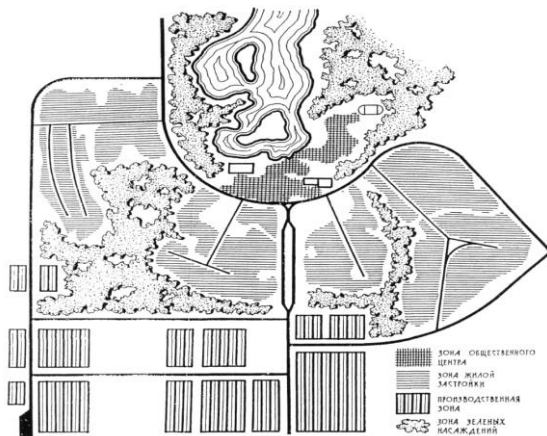 ЗОНА ОБЩЕСТВЕННОГО
ЦЕНТРА
ЗОНА ЖИЛОЙ
ЗАСТРОЙКИ
ПРОИЗВОДСТВЕННАЯ
ЗОНА
ЗОНА ЗЕЛЕНЫХ
НАСАЖДЕНИЙ